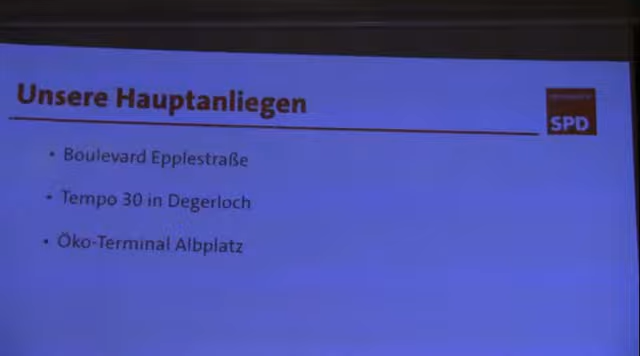 Unsere Hauptanliegen
SPD
• Boulevard Epplestraße
• Tempo 30 in Degerloch
• Öko-Terminal Albplatz